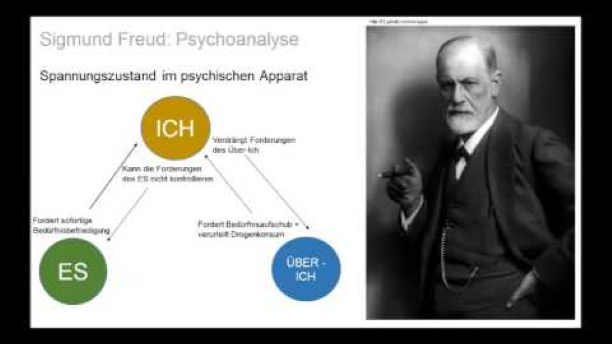 Sigmund Freud: Psychoanalyse
Spannungszustand im psychischen Apparat
ICH
Verdrängt Forderungen
des Über-Ich
Kann die Forderungen
des ES nicht kontrollieren
Fordert sofortige
Bedürfnisbefriedigung
Fordert Bedürfnisaufschub +
verurteilt Drogenkonsum
ES
ÜBER -
ICH